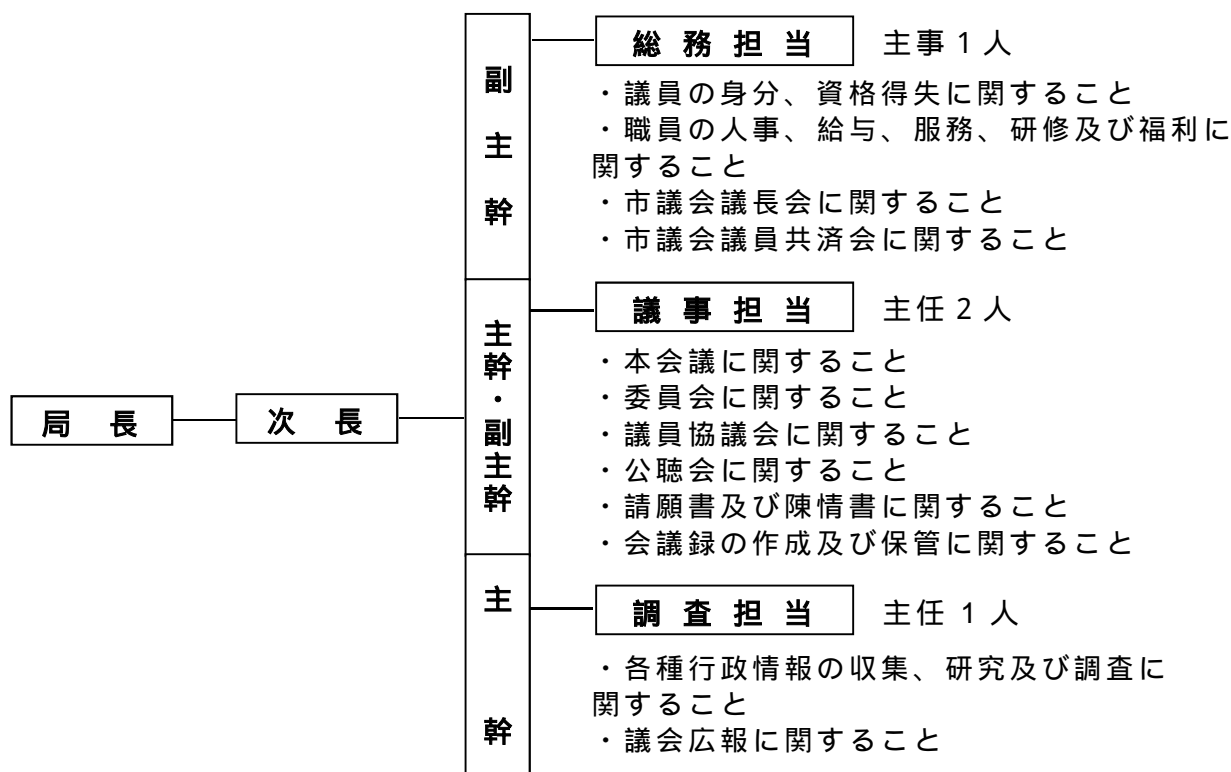 局長
次長
副主幹
総務担当 主事1人
・議員の身分、資格得失に関すること
・職員の人事、給与、服務、研修及び福利に
関すること
・市議会議長会に関すること
・市議会議員共済会に関すること
主幹・副主幹
議事担当 主任2人
・本会議に関すること
・委員会に関すること
・議員協議会に関すること
・公聴会に関すること
・請願書及び陳情書に関すること
・会議録の作成及び保管に関すること
主幹
調査担当 主任1人
・各種行政情報の収集、研究及び調査に
関すること
・議会広報に関すること